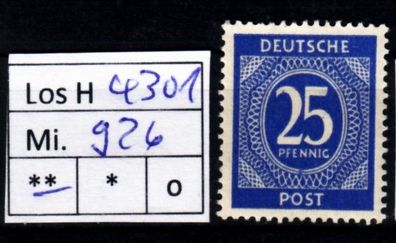 Los H 4301
Mi. 926
** * o
DEUTSCHE
25
PFENNIG
POST